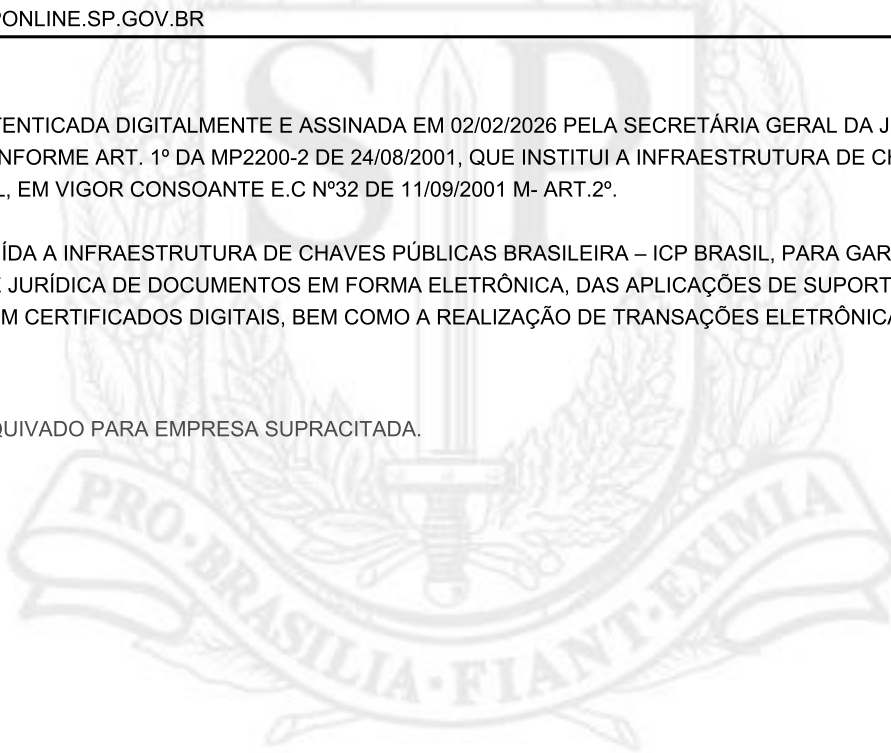 PONLINE.SP.GOV.BR
TENTICADA DIGITALMENTE E ASSINADA EM 02/02/2026 PELA SECRETÁRIA GERAL DA J
NFORME ART. 1º DA MP2200-2 DE 24/08/2001, QUE INSTITUI A INFRAESTRUTURA DE CH
L, EM VIGOR CONSOANTE E.C Nº32 DE 11/09/2001 M- ART.2º.
ÍDA A INFRAESTRUTURA DE CHAVES PÚBLICAS BRASILEIRA – ICP BRASIL, PARA GAR
E JURÍDICA DE DOCUMENTOS EM FORMA ELETRÔNICA, DAS APLICAÇÕES DE SUPORT
M CERTIFICADOS DIGITAIS, BEM COMO A REALIZAÇÃO DE TRANSAÇÕES ELETRÔNICA
QUIVADO PARA EMPRESA SUPRACITADA.
SP
PRO·BRASILIA·FIANT·EXIMIA